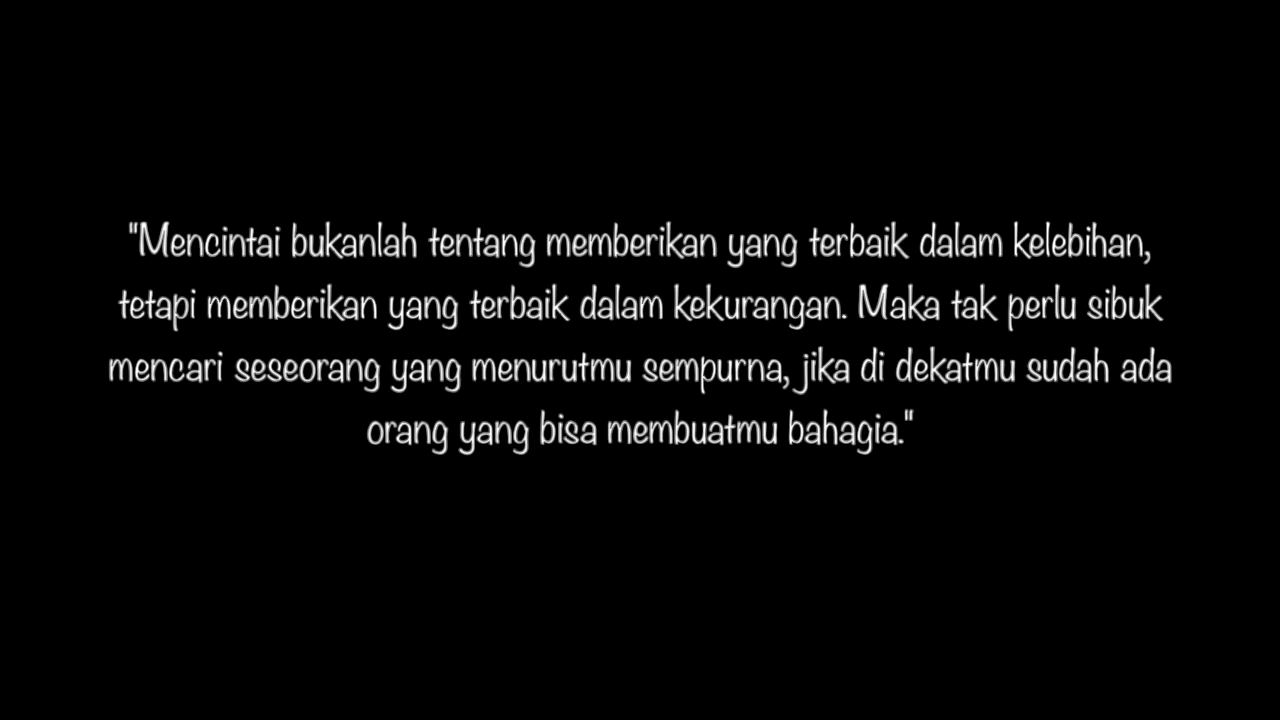 "Mencintai bukanlah tentang memberikan yang terbaik dalam kelebihan,
tetapi memberikan yang terbaik dalam kekurangan. Maka tak perlu sibuk
mencari seseorang yang menurutmu sempurna, jika di dekatmu sudah ada
orang yang bisa membuatmu bahagia."